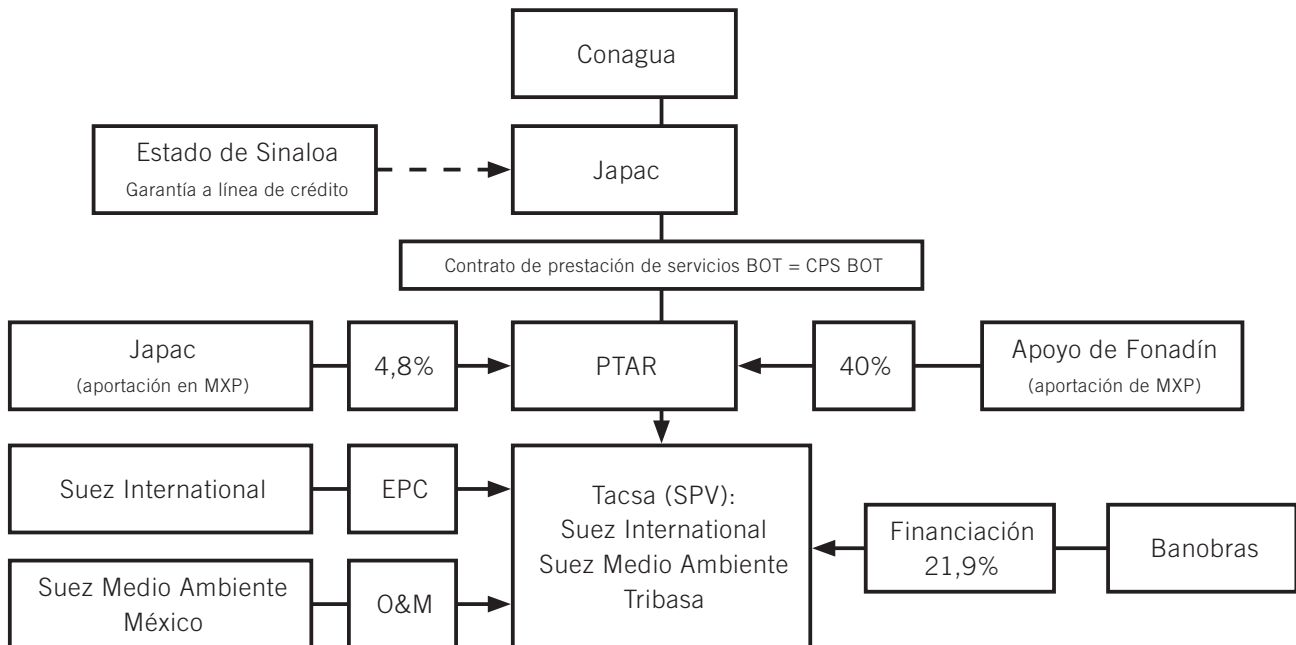 Conagua
Estado de Sinaloa
Garantía a línea de crédito
Japac
Contrato de prestación de servicios BOT = CPS BOT
Japac
(aportación en MXP)
4,8%
PTAR
40%
Apoyo de Fonadín
(aportación de MXP)
Suez International
EPC
Tacsa (SPV):
Suez International
Suez Medio Ambiente
Tribasa
Financiación
21,9%
Banobras
Suez Medio Ambiente
México
O&M